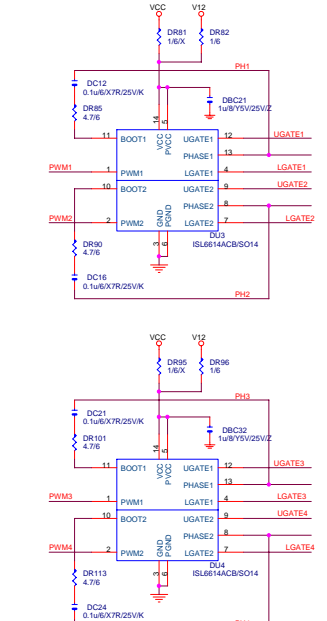 VCC V12
DR81 DR82
1/6/X 1/6
PH1
DC12
0.1u/6/X7R/25V/K
DBC21
1u/8/Y5V/25V/Z
DR85
4.7/6
14 5
VCC PVCC
11 BOOT1 UGATE1 12 UGATE1
PHASE1 13
PWM1 1 PWM1 LGATE1 4 LGATE1
10 BOOT2 UGATE2 9 UGATE2
PHASE2 8
PWM2 2 PWM2 LGATE2 7 LGATE2
GND PGND
3 6
DU3
ISL6614ACB/SO14
DR90
4.7/6
DC16
0.1u/6/X7R/25V/K
PH2
VCC V12
DR95 DR96
1/6/X 1/6
PH3
DC21
0.1u/6/X7R/25V/K
DBC32
1u/8/Y5V/25V/Z
DR101
4.7/6
14 5
VCC PVCC
11 BOOT1 UGATE1 12 UGATE3
PHASE1 13
PWM3 1 PWM1 LGATE1 4 LGATE3
10 BOOT2 UGATE2 9 UGATE4
PHASE2 8
PWM4 2 PWM2 LGATE2 7 LGATE4
GND PGND
3 6
DU4
ISL6614ACB/SO14
DR113
4.7/6
DC24
0.1u/6/X7R/25V/K